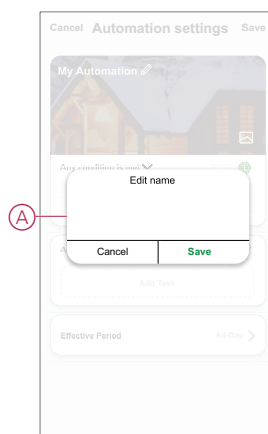 Cancel Automation settings Save
My Automation
Any condition is met
Edit name
A
Cancel Save
A
Add Task
Effective Period All-Day